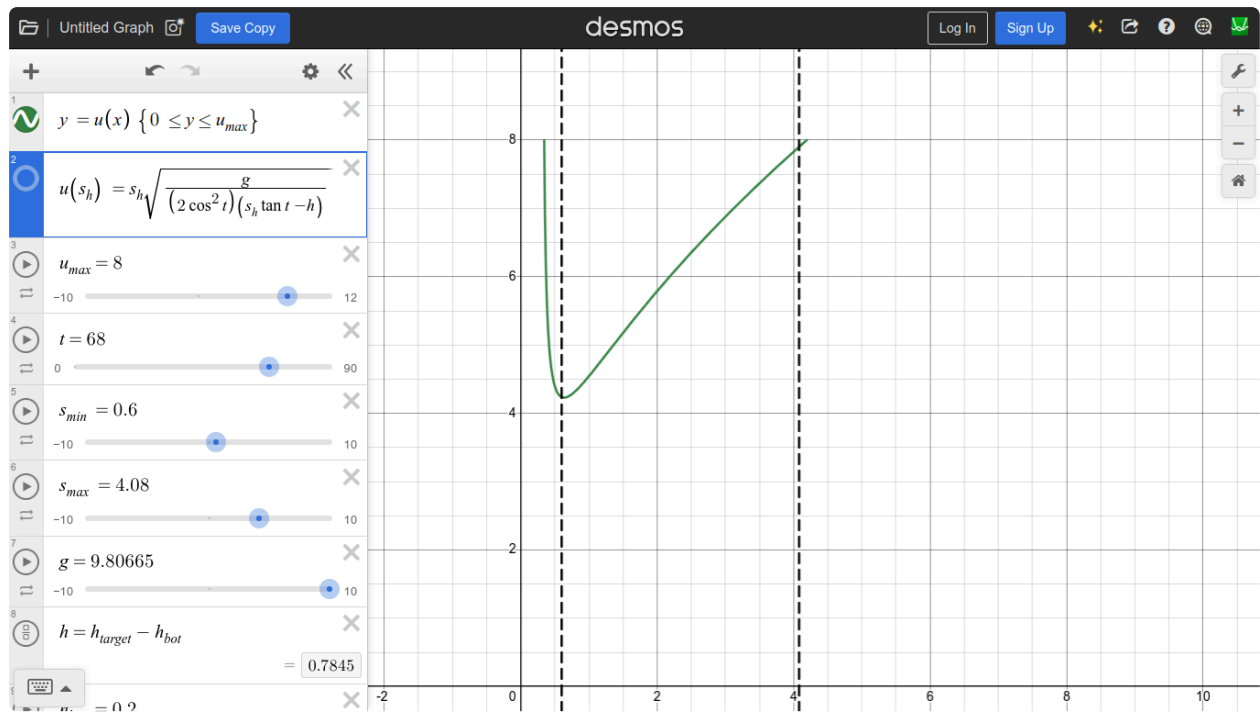 Untitled Graph Save Copy desmos Log In Sign Up
1
y = u(x) {0 ≤ y ≤ u_max}
2
u(s_h) = s_h√(g/((2 cos² t)(s_h tan t − h)))
3
u_max = 8
−10 12
4
t = 68
0 90
5
s_min = 0.6
−10 10
6
s_max = 4.08
−10 10
7
g = 9.80665
−10 10
8
h = h_target − h_bot
= 0.7845
= 0.2
8
6
4
2
-2 0 2 4 6 8 10